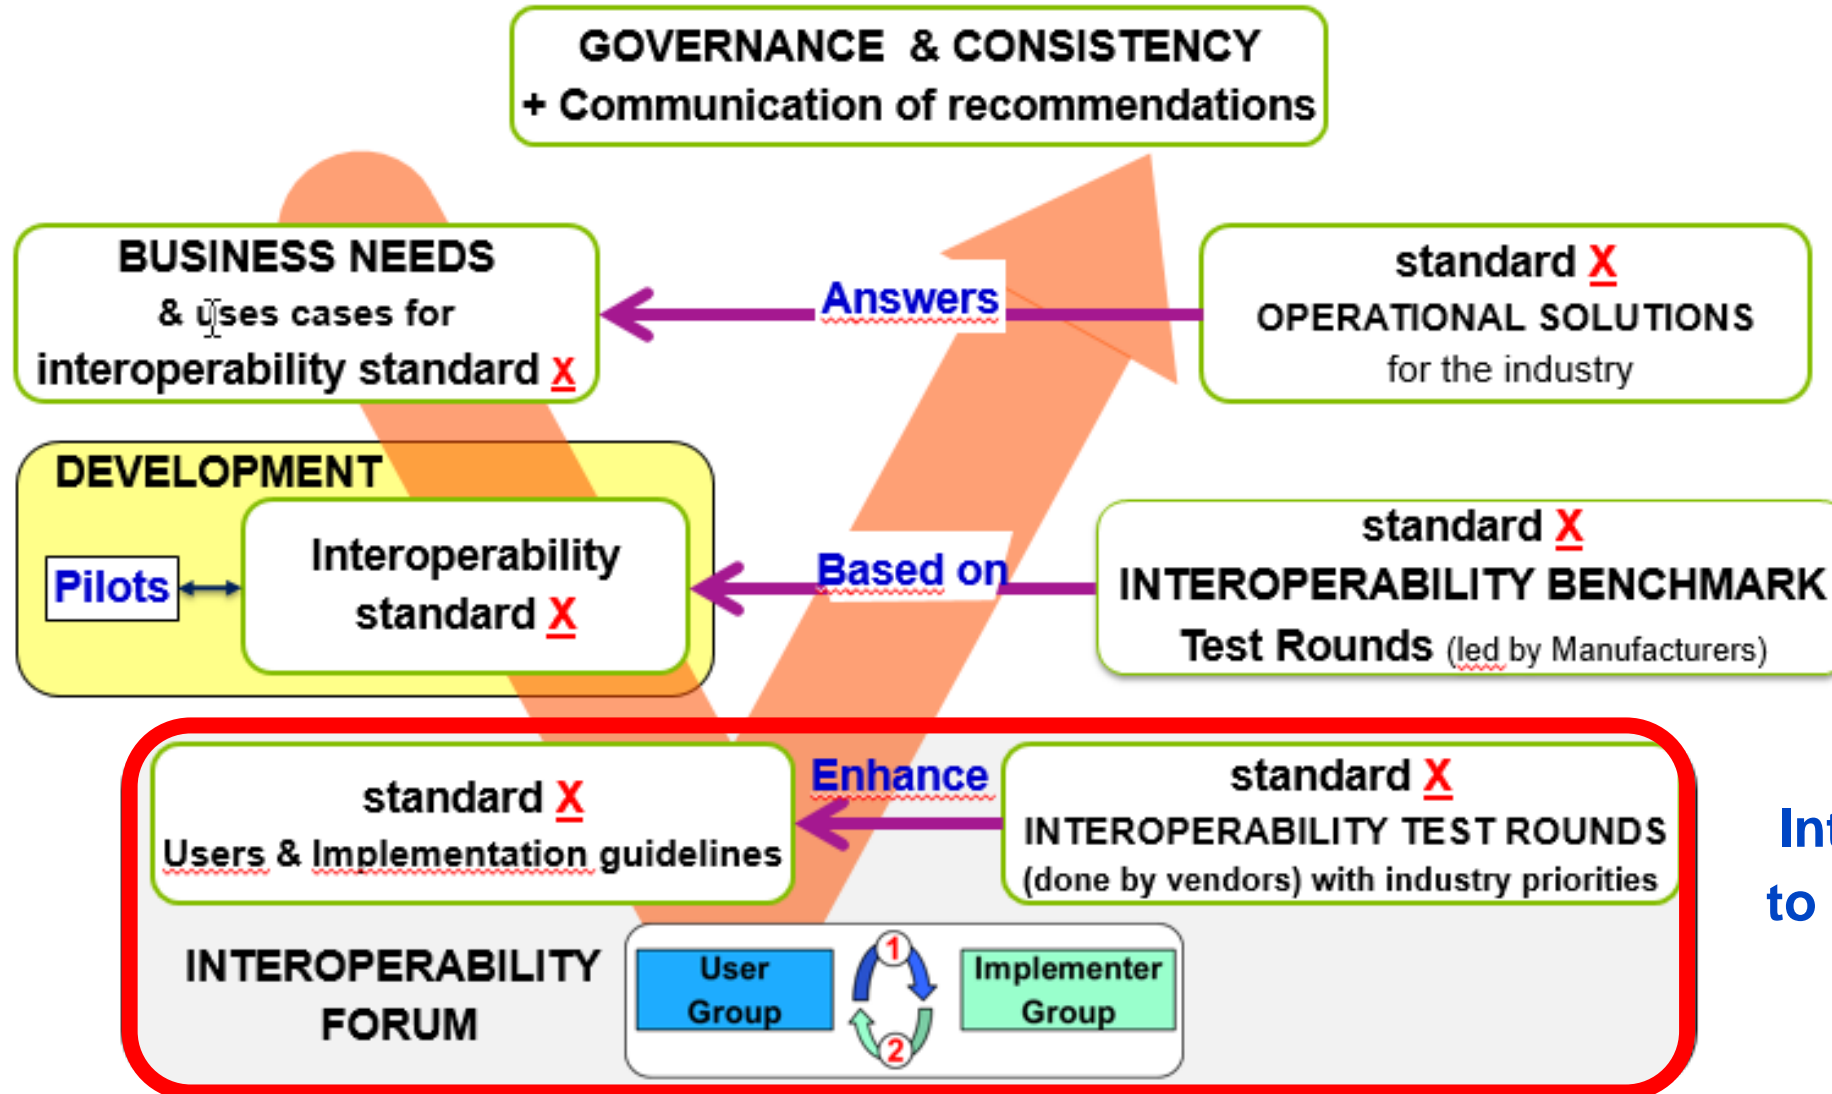 GOVERNANCE & CONSISTENCY
+ Communication of recommendations
BUSINESS NEEDS
& uses cases for
interoperability standard X
Answers
standard X
OPERATIONAL SOLUTIONS
for the industry
DEVELOPMENT
Pilots
Interoperability
standard X
Based on
standard X
INTEROPERABILITY BENCHMARK
Test Rounds (led by Manufacturers)
standard X
Users & Implementation guidelines
Enhance
standard X
INTEROPERABILITY TEST ROUNDS
(done by vendors) with industry priorities
INTEROPERABILITY
FORUM
User
Group
1
2
Implementer
Group
to